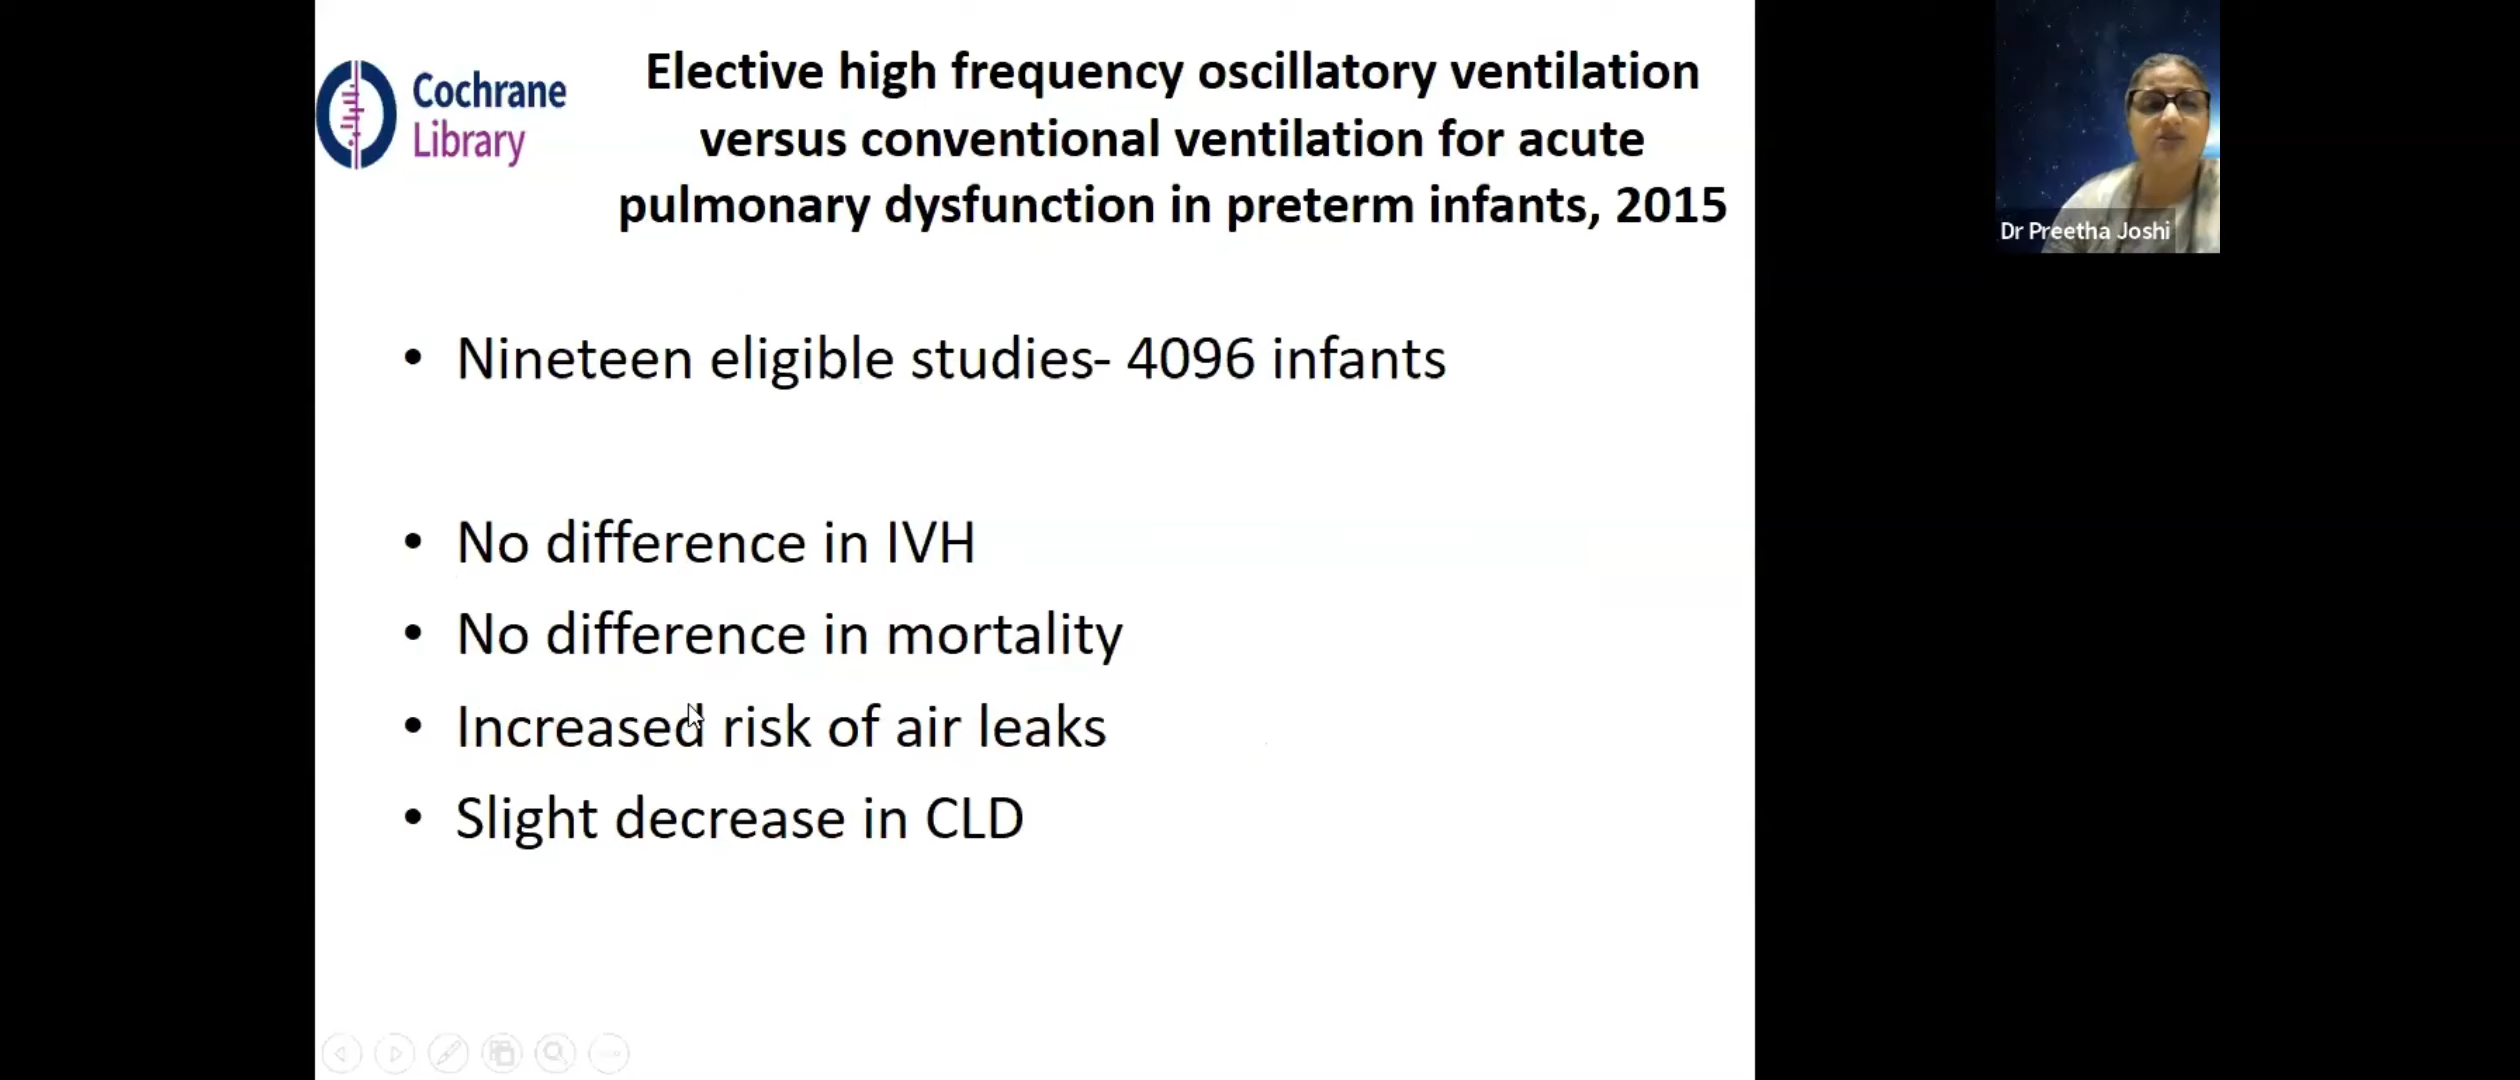 Cochrane
Library
Elective high frequency oscillatory ventilation
versus conventional ventilation for acute
pulmonary dysfunction in preterm infants, 2015
• Nineteen eligible studies- 4096 infants
• No difference in IVH
• No difference in mortality
• Increased risk of air leaks
• Slight decrease in CLD
Dr Preetha Joshi